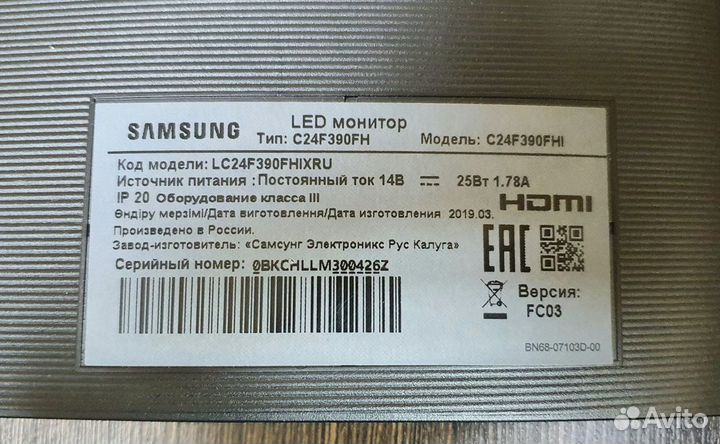 SAMSUNG
LED монитор
Тип: C24F390FH Модель: C24F390FHI
Код модели: LC24F390FHIXRU
Источник питания : Постоянный ток 14В ⎓ 25Вт 1.78A
IP 20 Оборудование класса III
HDMI
Өндіру мерзімі/Дата виготовлення/Дата изготовления 2019.03.
Произведено в России.
Завод-изготовитель: «Самсунг Электроникс Рус Калуга»
EAC
Серийный номер: 0BKCHLLM300426Z
Версия:
FC03
BN68-07103D-00
Avito